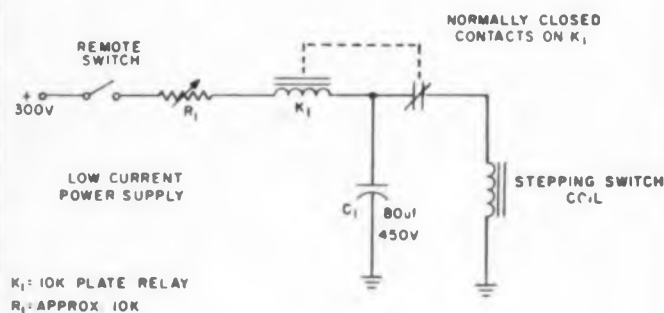 NORMALLY CLOSED
CONTACTS ON K1
REMOTE
SWITCH
+
300V
R1
K1
LOW CURRENT
POWER SUPPLY
C1
80uf
450V
STEPPING SWITCH
COIL
K1= 10K PLATE RELAY
R1= APPROX 10K